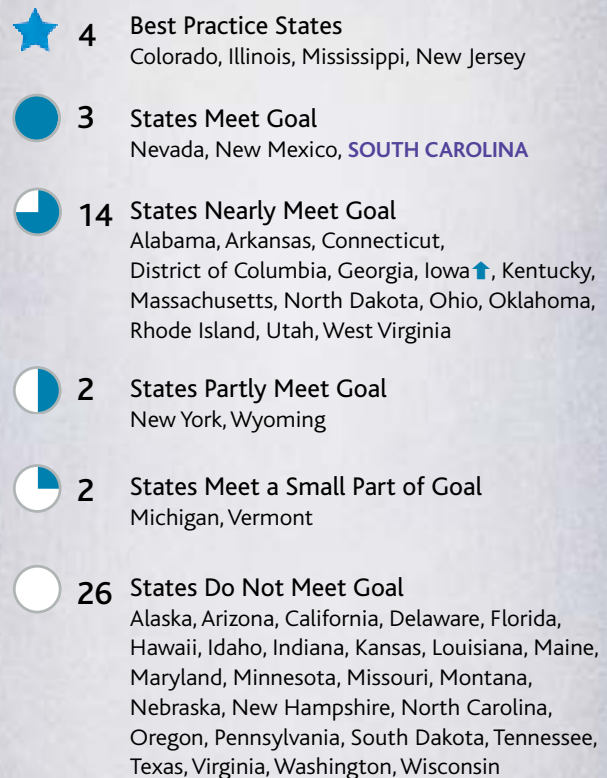 4 Best Practice States
Colorado, Illinois, Mississippi, New Jersey
3 States Meet Goal
Nevada, New Mexico, SOUTH CAROLINA
14 States Nearly Meet Goal
Alabama, Arkansas, Connecticut,
District of Columbia, Georgia, Iowa⬆, Kentucky,
Massachusetts, North Dakota, Ohio, Oklahoma,
Rhode Island, Utah, West Virginia
2 States Partly Meet Goal
New York, Wyoming
2 States Meet a Small Part of Goal
Michigan, Vermont
26 States Do Not Meet Goal
Alaska, Arizona, California, Delaware, Florida,
Hawaii, Idaho, Indiana, Kansas, Louisiana, Maine,
Maryland, Minnesota, Missouri, Montana,
Nebraska, New Hampshire, North Carolina,
Oregon, Pennsylvania, South Dakota, Tennessee,
Texas, Virginia, Washington, Wisconsin